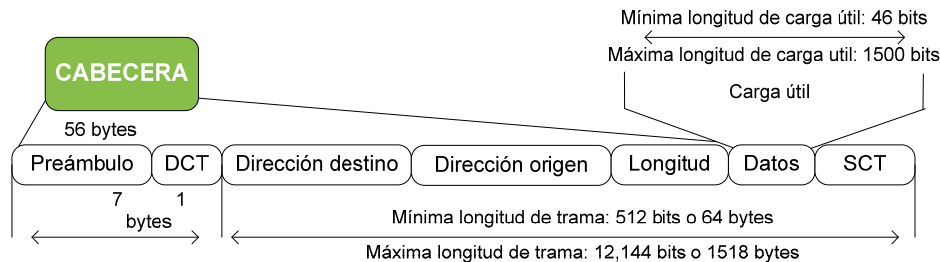 Mínima longitud de carga útil: 46 bits
Máxima longitud de carga util: 1500 bits
Carga útil
CABECERA
56 bytes
Preámbulo
DCT
Dirección destino
Dirección origen
Longitud
Datos
SCT
7
1
bytes
Mínima longitud de trama: 512 bits o 64 bytes
Máxima longitud de trama: 12,144 bits o 1518 bytes